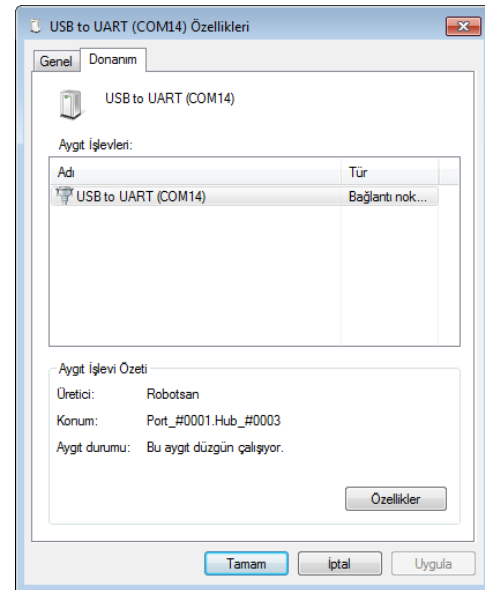 USB to UART (COM14) Özellikleri
Genel Donanım
USB to UART (COM14)
Aygıt İşlevleri:
Adı Tür
USB to UART (COM14) Bağlantı nok...
Aygıt İşlevi Özeti
Üretici: Robotsan
Konum: Port_#0001.Hub_#0003
Aygıt durumu: Bu aygıt düzgün çalışıyor.
Özellikler
Tamam İptal Uygula